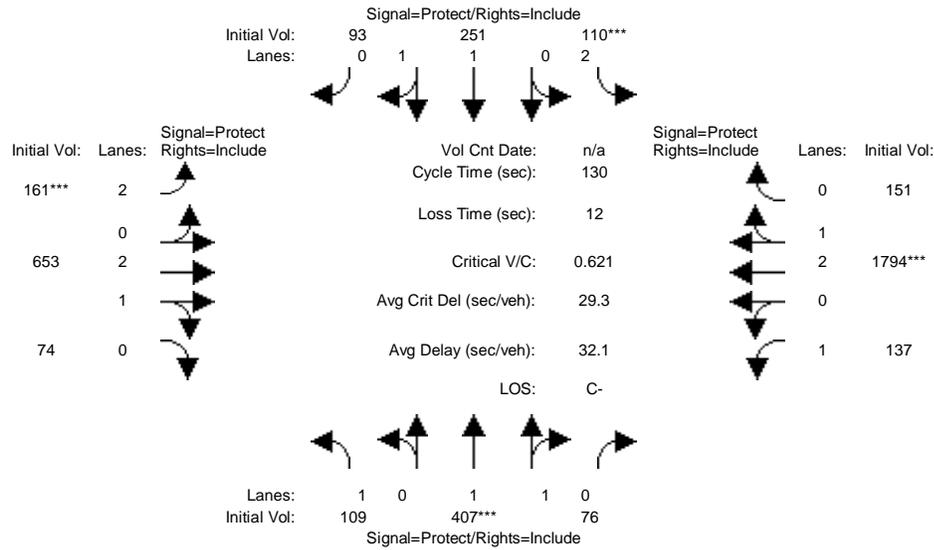 Signal=Protect/Rights=Include
Initial Vol: 93 251 110***
Lanes: 0 1 1 0 2
Signal=Protect
Initial Vol: Lanes: Rights=Include
Vol Cnt Date: n/a
Signal=Protect
Rights=Include Lanes: Initial Vol:
Cycle Time (sec): 130
161*** 2
0 151
Loss Time (sec): 12
0
1
653 2
Critical V/C: 0.621
2 1794***
1
Avg Crit Del (sec/veh): 29.3
0
74 0
Avg Delay (sec/veh): 32.1
1 137
LOS: C-
Lanes: 1 0 1 1 0
Initial Vol: 109 407*** 76
Signal=Protect/Rights=Include